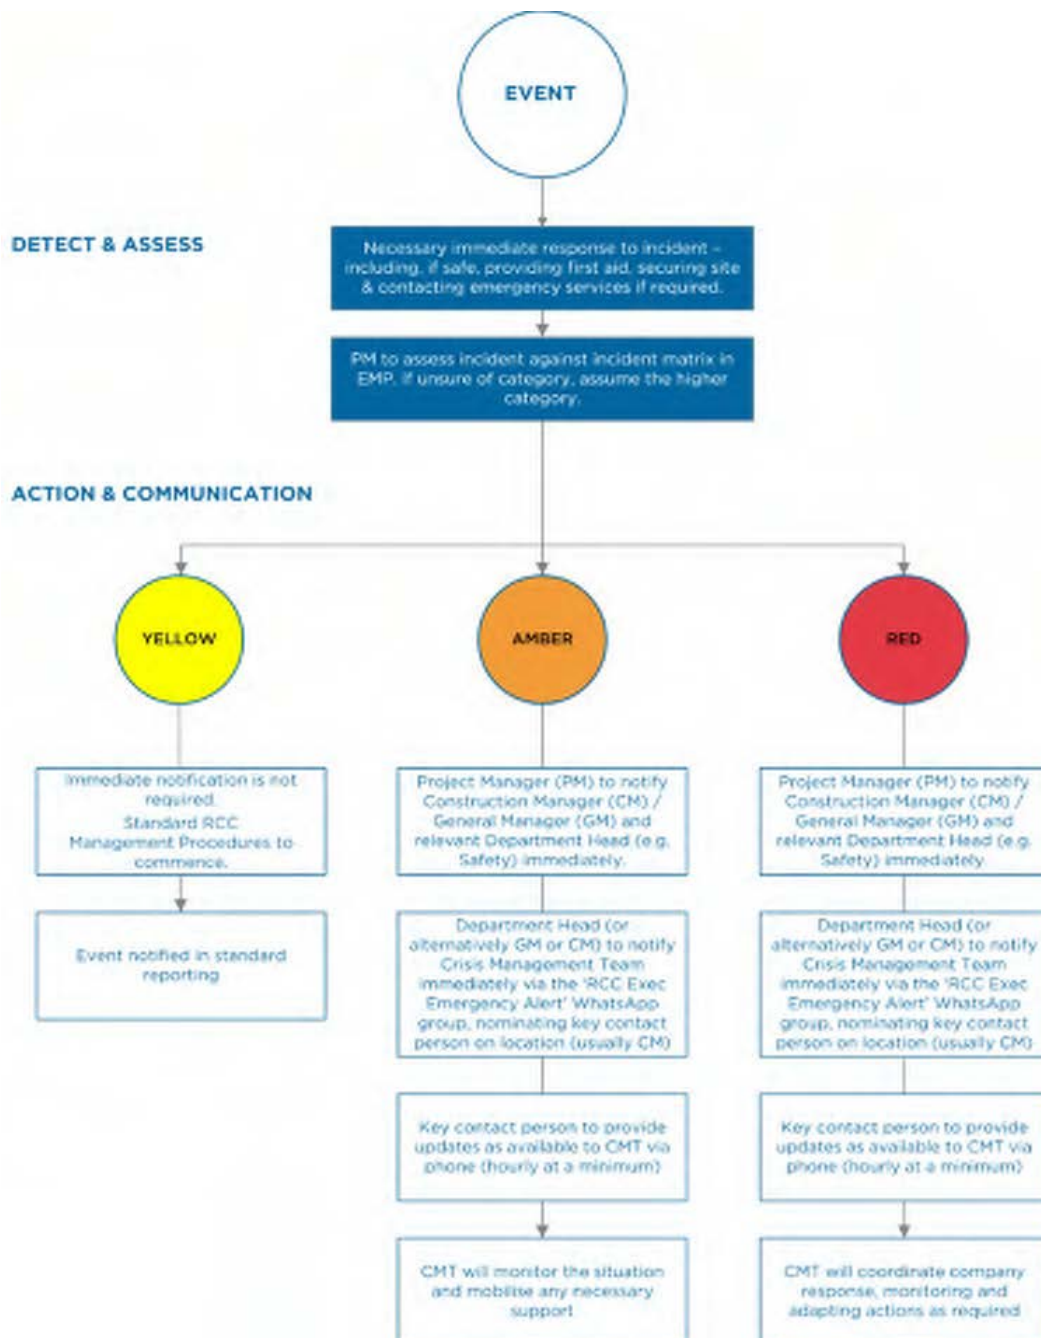 EVENT
DETECT & ASSESS
Necessary immediate response to incident –
including, if safe, providing first aid, securing site
& contacting emergency services if required.
PM to assess incident against incident matrix in
EMP. If unsure of category, assume the higher
category.
ACTION & COMMUNICATION
YELLOW
AMBER
RED
Immediate notification is not
required.
Standard RCC
Management Procedures to
commence.
Event notified in standard
reporting
Project Manager (PM) to notify
Construction Manager (CM) /
General Manager (GM) and
relevant Department Head (e.g.
Safety) immediately.
Department Head (or
alternatively GM or CM) to notify
Crisis Management Team
immediately via the 'RCC Exec
Emergency Alert' WhatsApp
group, nominating key contact
person on location (usually CM)
Key contact person to provide
updates as available to CMT via
phone (hourly at a minimum)
CMT will monitor the situation
and mobilise any necessary
support
Project Manager (PM) to notify
Construction Manager (CM) /
General Manager (GM) and
relevant Department Head (e.g.
Safety) immediately
Department Head (or
alternatively GM or CM) to notify
Crisis Management Team
immediately via the 'RCC Exec
Emergency Alert' WhatsApp
group, nominating key contact
person on location (usually CM)
Key contact person to provide
updates as available to CMT via
phone (hourly at a minimum)
CMT will coordinate company
response, monitoring and
adapting actions as required